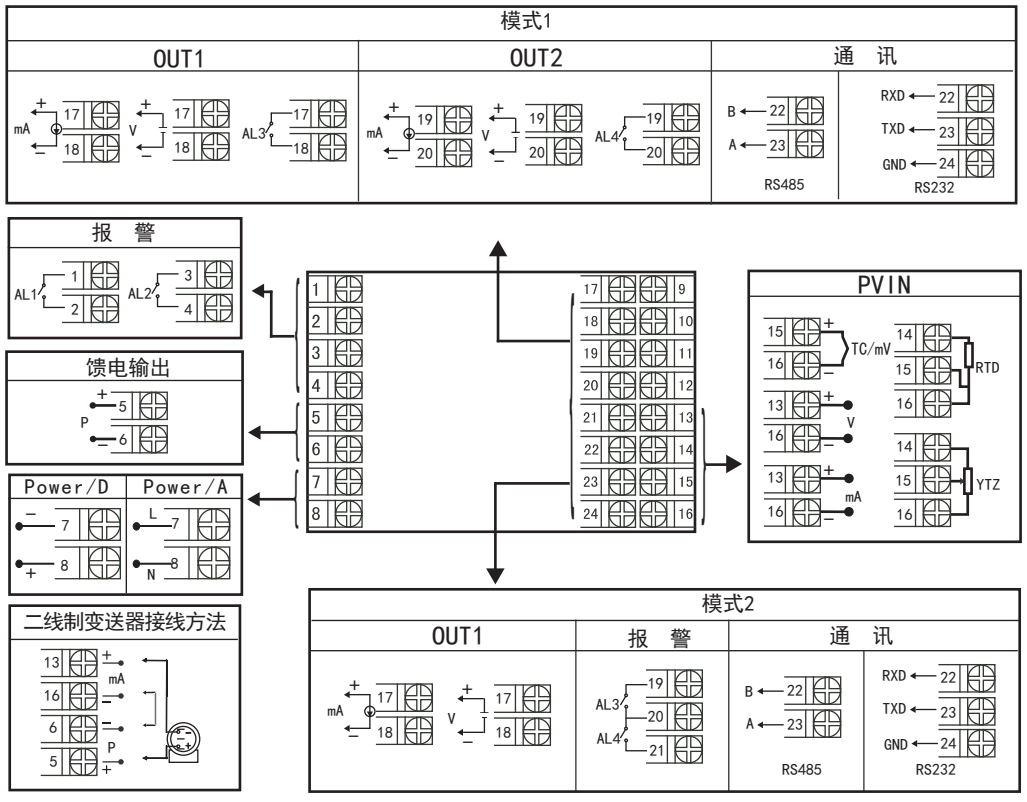 模式1
OUT1 OUT2 通 讯
+ 17 + 17 17 + 19 + 19 19 B 22 RXD 22
mA V AL3 mA V AL4 TXD 23
− 18 − 18 18 − 20 − 20 20 A 23 GND 24
RS485 RS232
报 警
1 3
AL1 AL2
2 4
馈电输出
+ 5
P
− 6
Power/D Power/A
− 7 L 7
+ 8 N 8
二线制变送器接线方法
13 +
mA
16 −
6 −
P
5 +
− − +
1 17 9
2 18 10
3 19 11
4 20 12
5 21 13
6 22 14
7 23 15
8 24 16
PVIN
15 + 14
TC/mV 15 RTD
16 − 16
13 +
V
16 −
14
13 + 15 YTZ
mA
16 − 16
模式2
OUT1 报 警 通 讯
+ 17 + 17 19 B 22 RXD 22
mA V AL3 20 TXD 23
− 18 − 18 AL4 21 A 23 GND 24
RS485 RS232